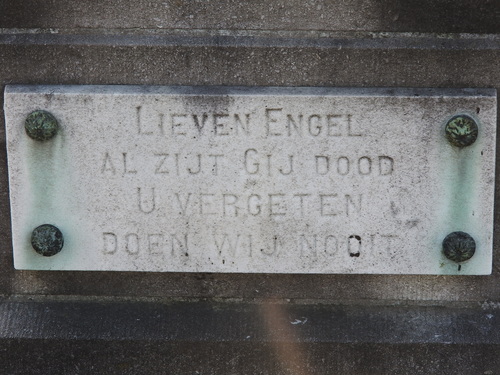 LIEVEN ENGEL
AL ZIJT GIJ DOOD
U VERGETEN
DOEN WIJ NOOIT